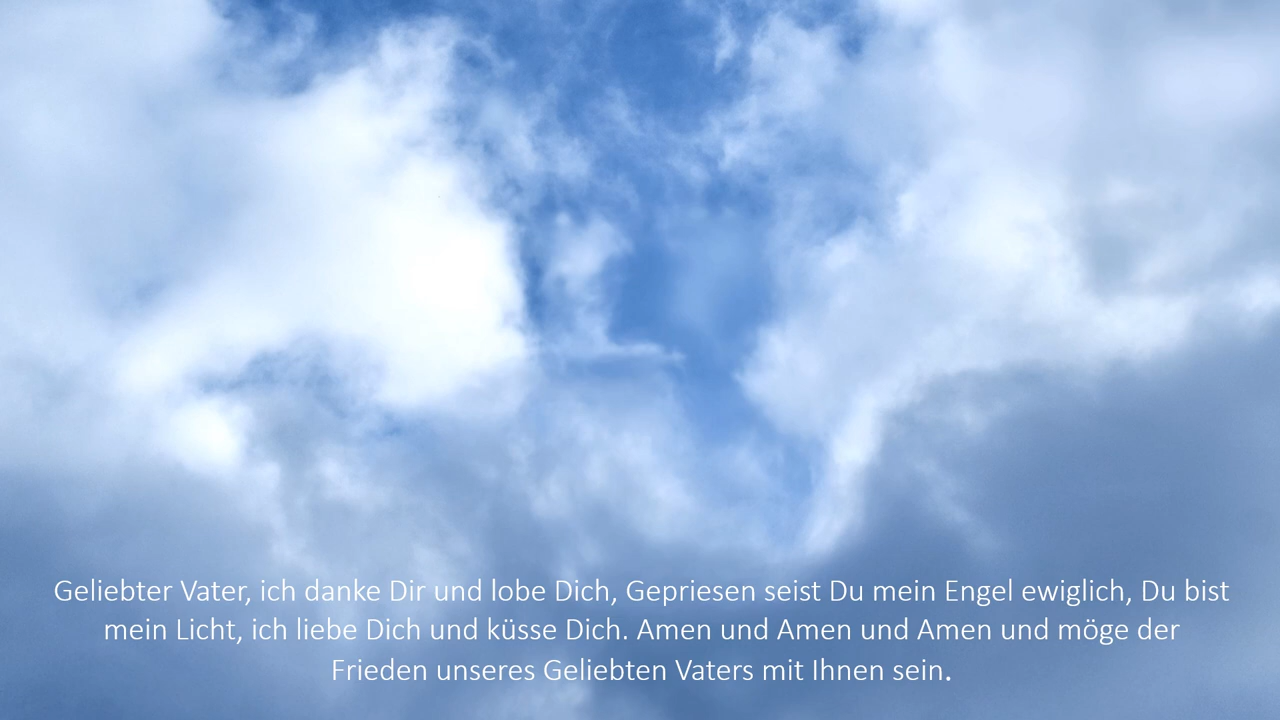 Geliebter Vater, ich danke Dir und lobe Dich, Gepriesen seist Du mein Engel ewiglich, Du bist
mein Licht, ich liebe Dich und küsse Dich. Amen und Amen und Amen und möge der
Frieden unseres Geliebten Vaters mit Ihnen sein.